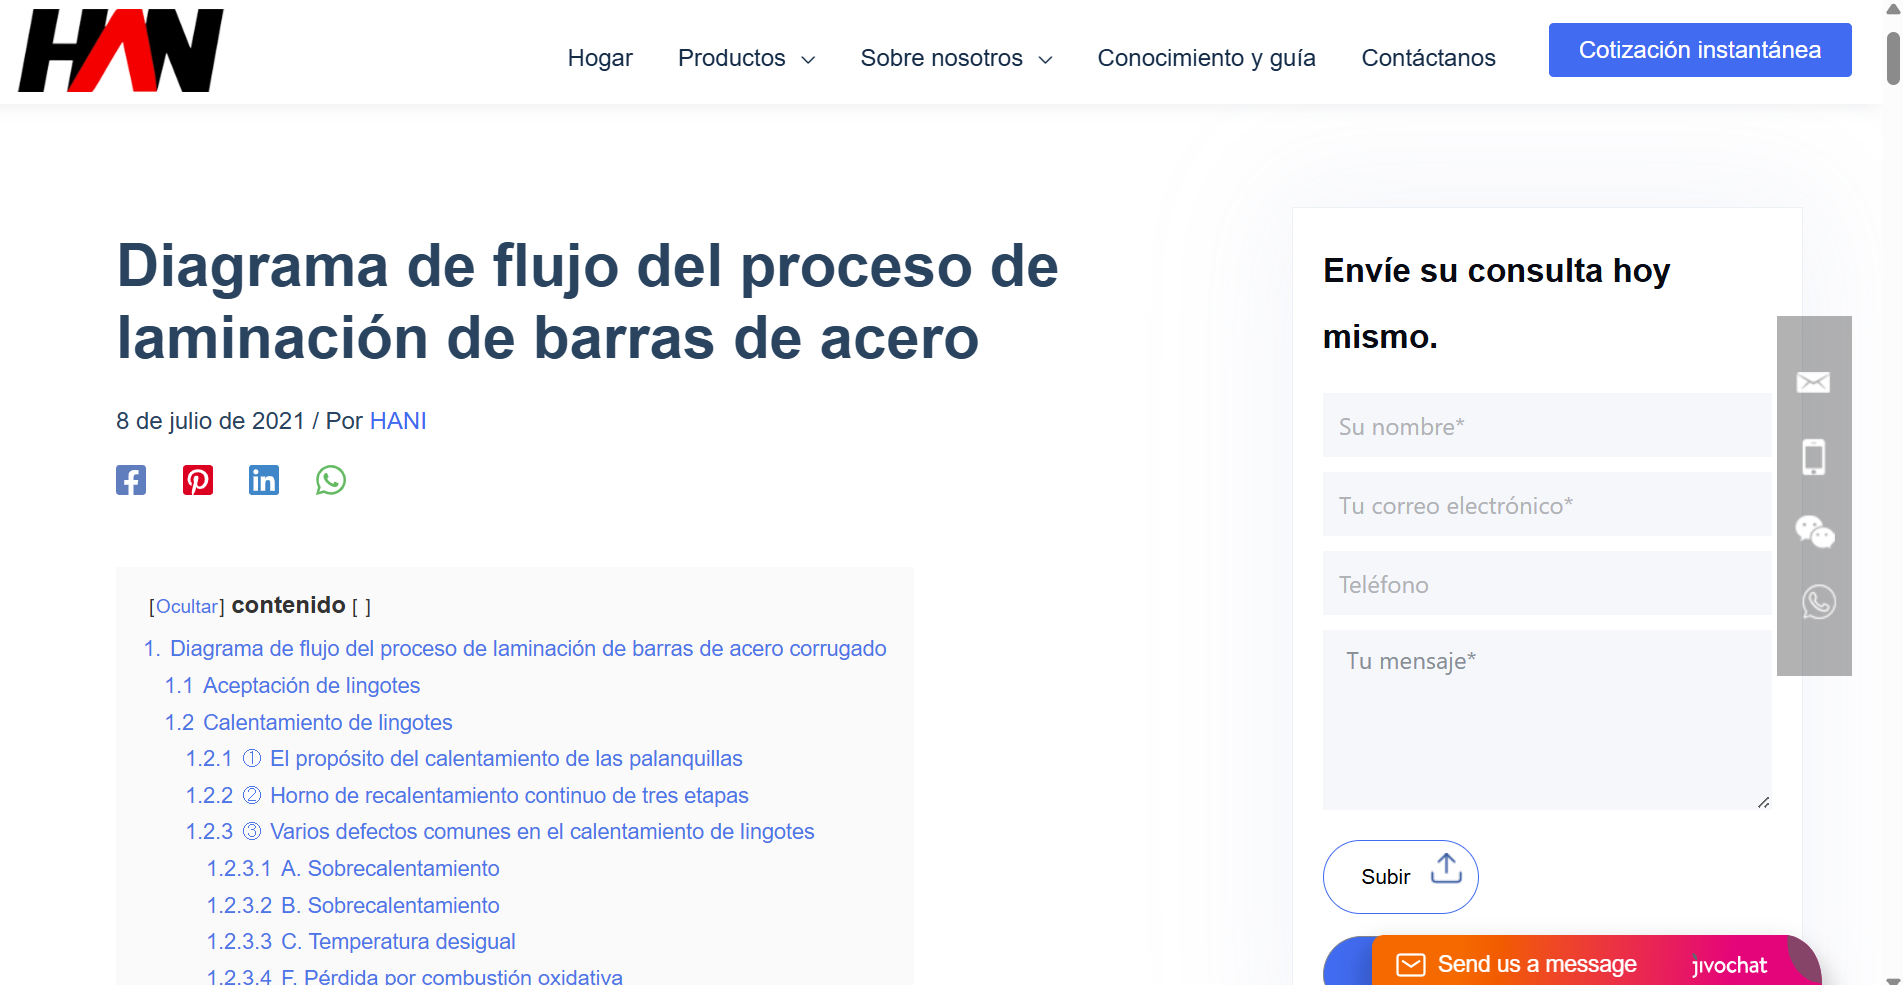 HAN
Hogar
Productos
Sobre nosotros
Conocimiento y guía
Contáctanos
Cotización instantánea
Diagrama de flujo del proceso de
laminación de barras de acero
8 de julio de 2021 / Por HANI
[Ocultar] contenido [ ]
1. Diagrama de flujo del proceso de laminación de barras de acero corrugado
1.1 Aceptación de lingotes
1.2 Calentamiento de lingotes
1.2.1 ① El propósito del calentamiento de las palanquillas
1.2.2 ② Horno de recalentamiento continuo de tres etapas
1.2.3 ③ Varios defectos comunes en el calentamiento de lingotes
1.2.3.1 A. Sobrecalentamiento
1.2.3.2 B. Sobrecalentamiento
1.2.3.3 C. Temperatura desigual
1.2.3.4 F. Pérdida por combustión oxidativa
Envíe su consulta hoy
mismo.
Su nombre*
Tu correo electrónico*
Teléfono
Tu mensaje*
Subir
Send us a message
jivochat